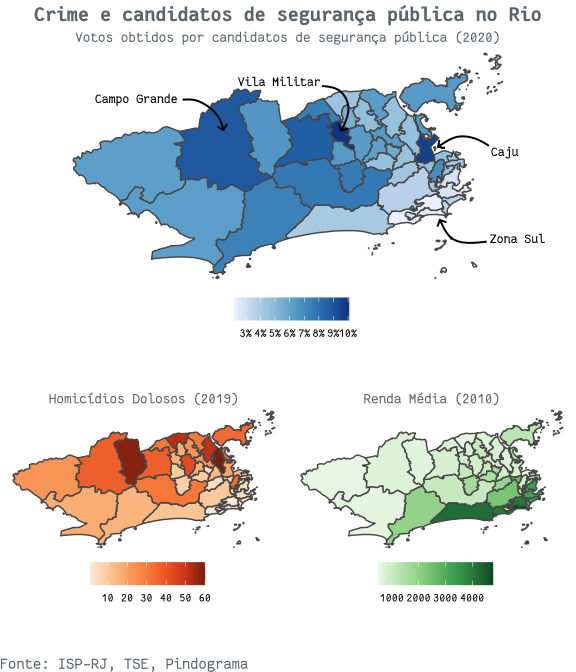 Crime e candidatos de segurança pública no Rio
Votos obtidos por candidatos de segurança pública (2020)
Vila Militar
Campo Grande
Caju
Zona Sul
3% 4% 5% 6% 7% 8% 9% 10%
Homicídios Dolosos (2019)
Renda Média (2010)
10 20 30 40 50 60
1000 2000 3000 4000
Fonte: ISP-RJ, TSE, Pindograma